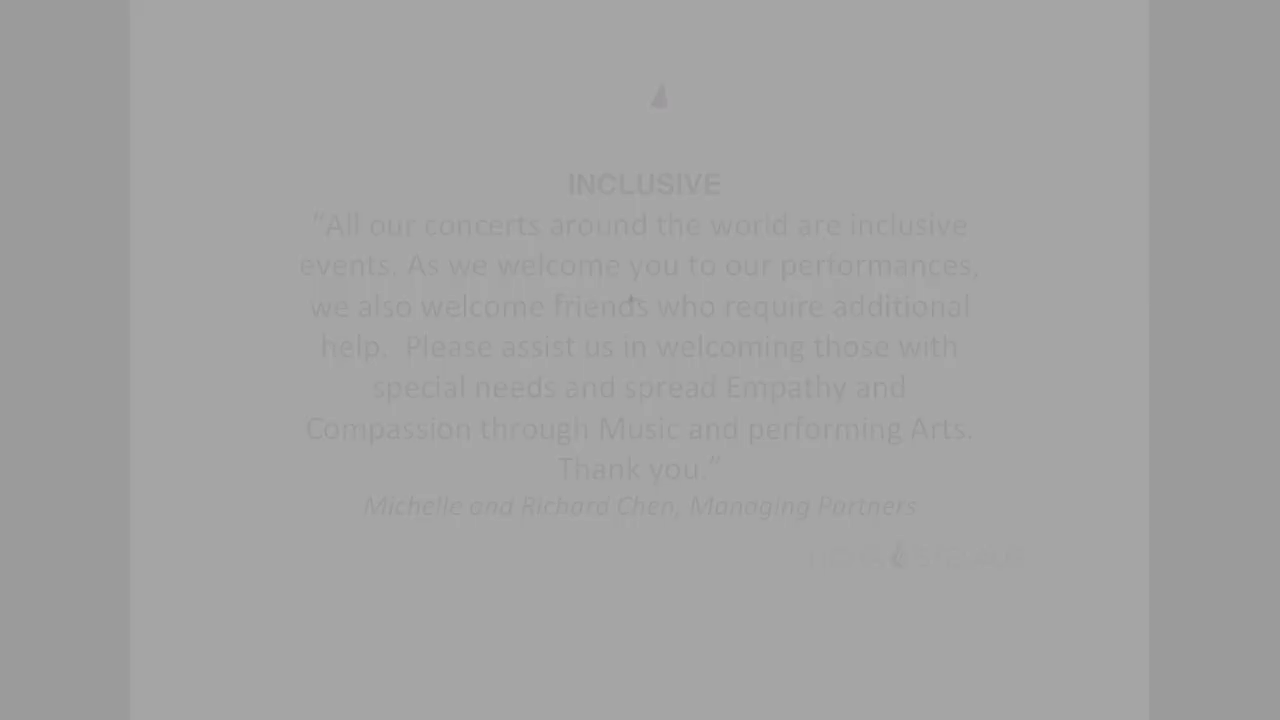 INCLUSIVE
“All our concerts around the world are inclusive
events. As we welcome you to our performances,
we also welcome friends who require additional
help.  Please assist us in welcoming those with
special needs and spread Empathy and
Compassion through Music and performing Arts.
Thank you.”
Michelle and Richard Chen, Managing Partners